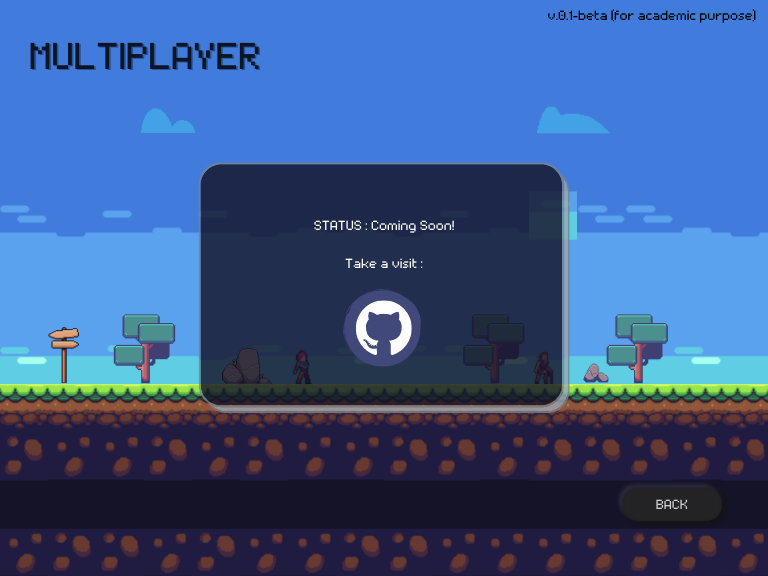 v.0.1-beta (for academic purpose)
MULTIPLAYER
STATUS : Coming Soon!
Take a visit :
BACK